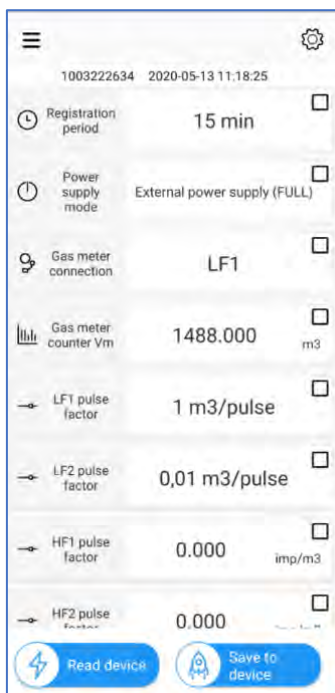 1003222634 2020-05-13 11:18:25
Registration
period
15 min
Power
supply
mode
External power supply (FULL)
Gas meter
connection
LF1
Gas meter
counter Vm
1488.000
m3
LF1 pulse
factor
1 m3/pulse
LF2 pulse
factor
0,01 m3/pulse
HF1 pulse
factor
0.000
imp/m3
HF2 pulse
0.000
Read device
Save to
device